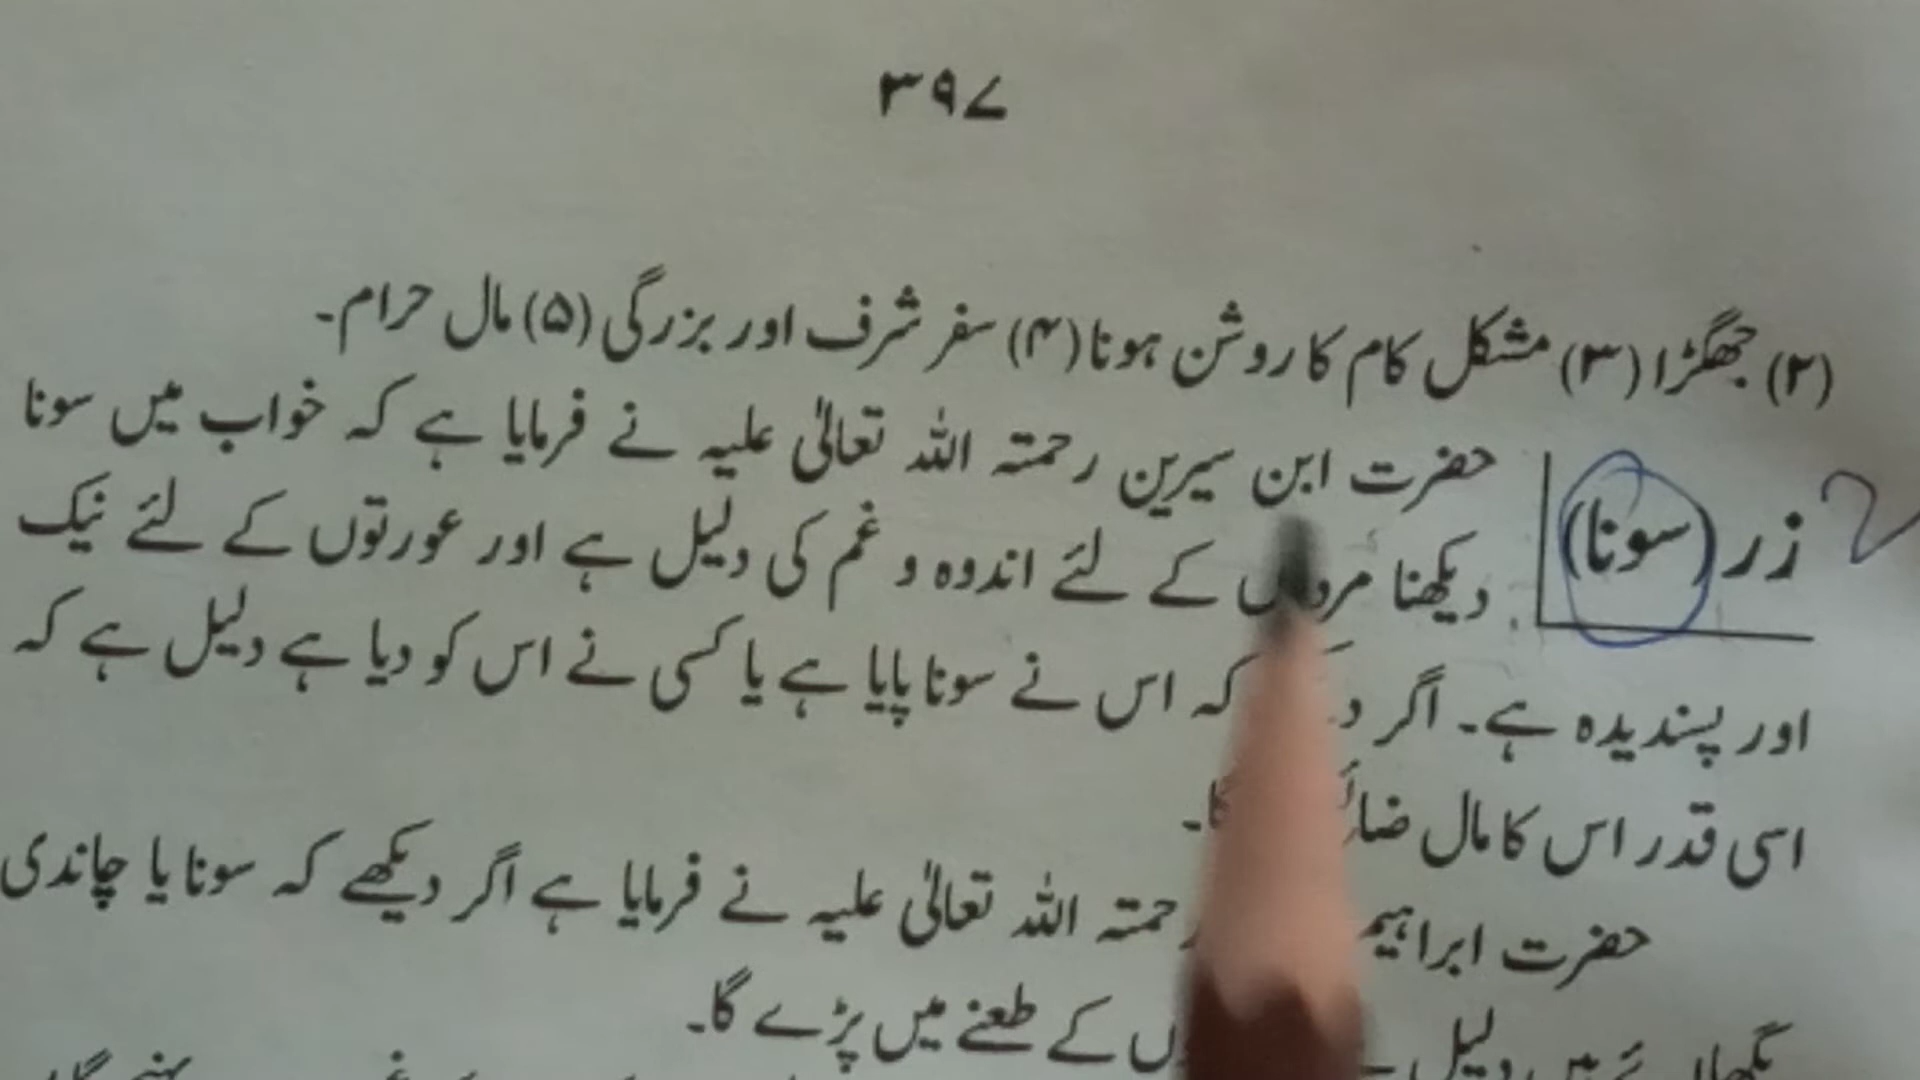 ۳۹۷
(۲) جھگڑا (۳) مشکل کام کا روشن ہونا (۴) سفر شرف اور بزرگی (۵) مال حرام۔
زر (سونا)
حضرت ابن سیرین رحمتہ اللہ تعالیٰ علیہ نے فرمایا ہے کہ خواب میں سونا
دیکھنا کے لئے اندوہ و غم کی دلیل ہے اور عورتوں کے لئے نیک
اور پسندیدہ ہے۔ اگر کہ اس نے سونا پایا ہے یا کسی نے اس کو دیا ہے دلیل ہے کہ
اسی قدر اس کا مال
حضرت ابراہیم رحمتہ اللہ تعالیٰ علیہ نے فرمایا ہے اگر دیکھے کہ سونا یا چاندی
دلیل کے طعنے میں پڑے گا۔